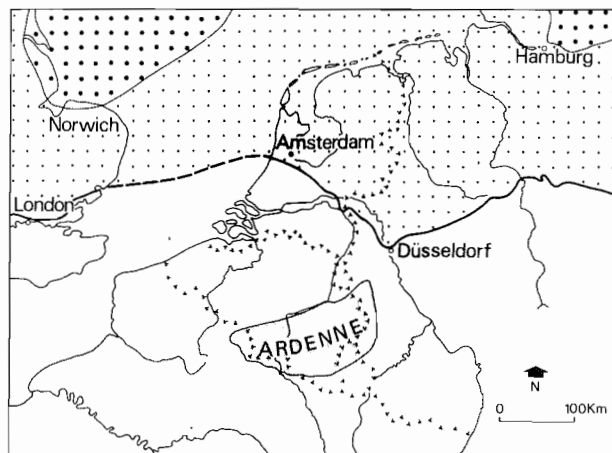 Hamburg
Norwich
Amsterdam
London
Düsseldorf
ARDENNE
N
0 100Km